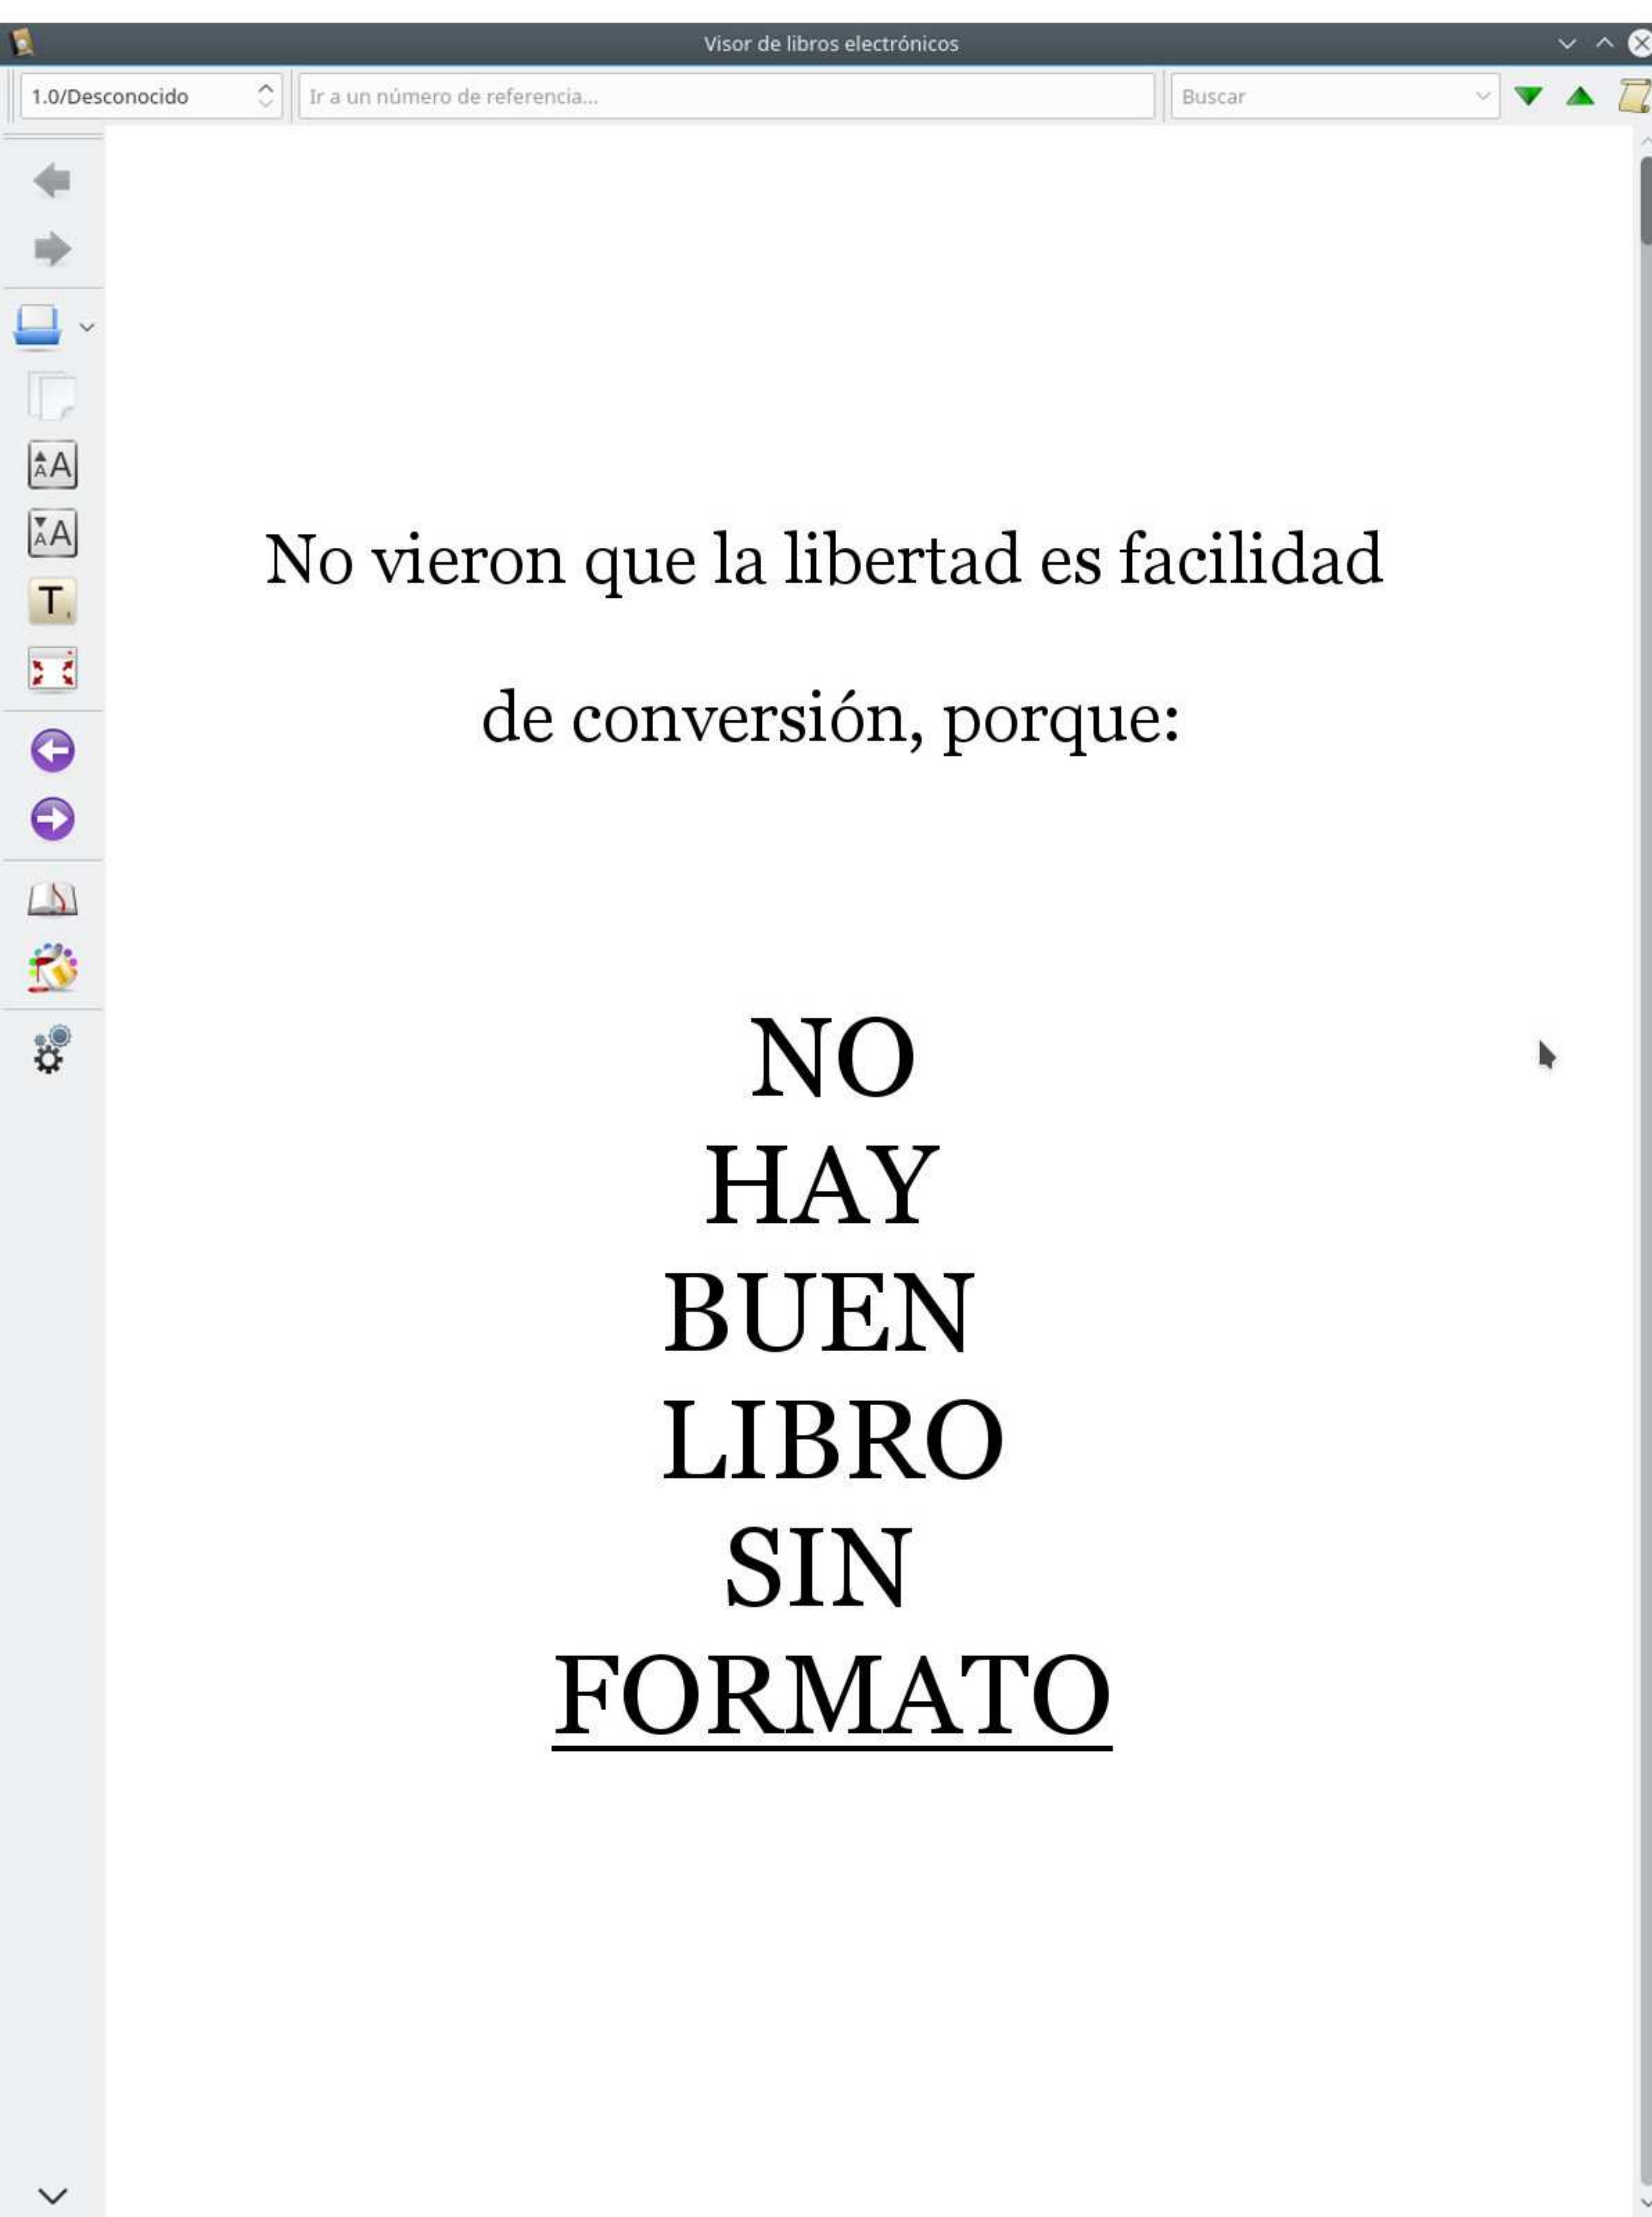 Visor de libros electrónicos
1.0/Desconocido
Ir a un número de referencia...
Buscar
No vieron que la libertad es facilidad
de conversión, porque:
NO
HAY
BUEN
LIBRO
SIN
FORMATO